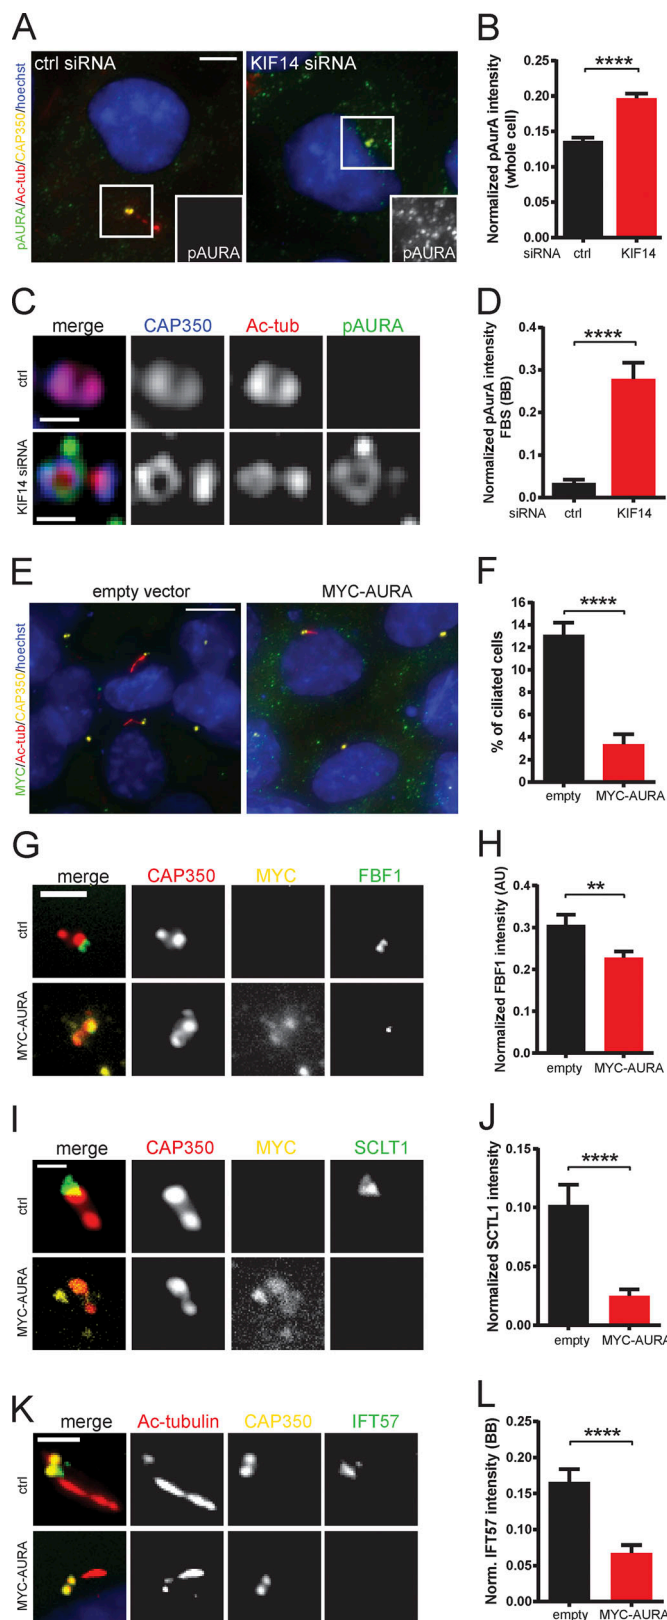 A
ctrl siRNA
KIF14 siRNA
pAURA/Ac-tub/CAP350/hoechst
pAURA
pAURA
B
Normalized pAurA intensity
(whole cell)
0.25
0.20
0.15
0.10
0.05
0.00
****
siRNA
ctrl
KIF14
C
merge
CAP350
Ac-tub
pAURA
ctrl
KIF14 siRNA
D
Normalized pAurA intensity
FBS (BB)
0.4
0.3
0.2
0.1
0.0
****
siRNA
ctrl
KIF14
E
empty vector
MYC-AURA
MYC/Ac-tub/CAP350/hoechst
F
% of ciliated cells
16
14
12
10
8
6
4
2
0
****
empty
MYC-AURA
G
merge
CAP350
MYC
FBF1
ctrl
MYC-AURA
H
Normalized FBF1 intensity (AU)
0.4
0.3
0.2
0.1
0.0
**
empty
MYC-AURA
I
merge
CAP350
MYC
SCLT1
ctrl
MYC-AURA
J
Normalized SCTL1 intensity
0.15
0.10
0.05
0.00
****
empty
MYC-AURA
K
merge
Ac-tubulin
CAP350
IFT57
ctrl
MYC-AURA
L
Norm. IFT57 intensity (BB)
0.25
0.20
0.15
0.10
0.05
0.00
****
empty
MYC-AURA